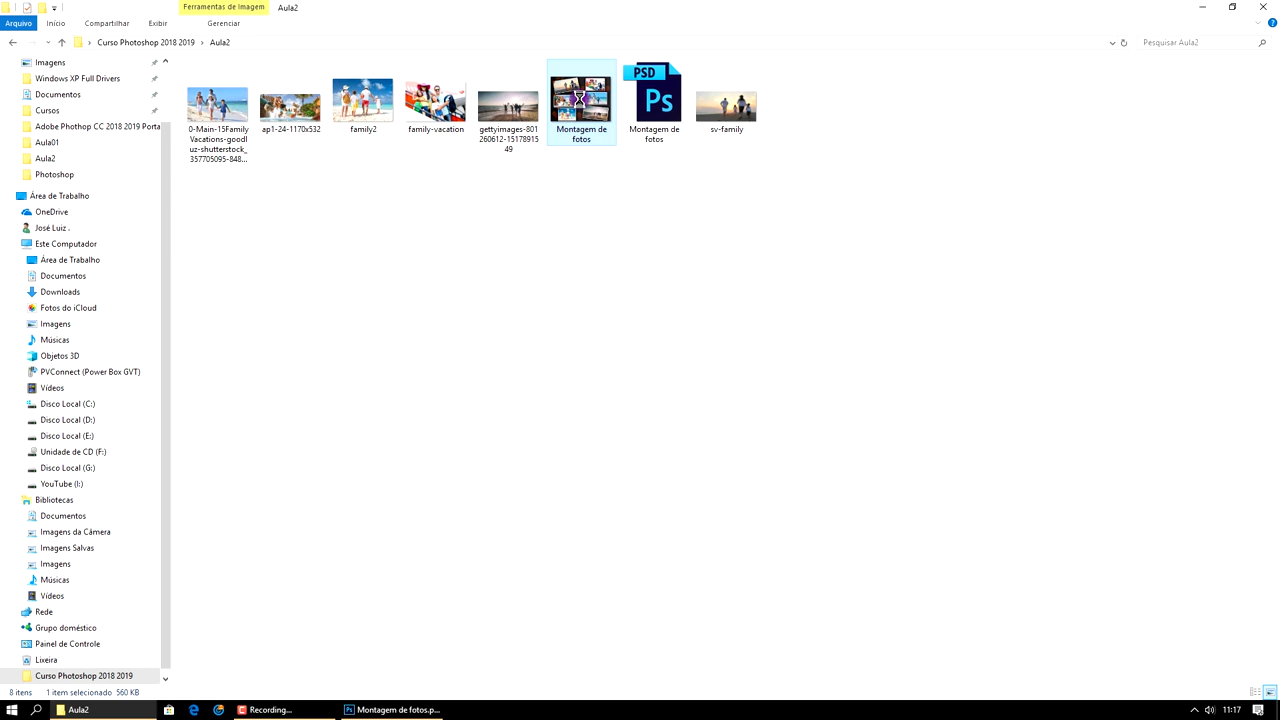 Ferramentas de Imagem
Aula2
Arquivo
Início
Compartilhar
Exibir
Gerenciar
Curso Photoshop 2018 2019
Aula2
Pesquisar Aula2
Imagens
Windows XP Full Drivers
Documentos
Cursos
Adobe Phothop CC 2018 2019 Porta
Aula01
Aula2
Photoshop
Área de Trabalho
OneDrive
José Luiz .
Este Computador
Área de Trabalho
Documentos
Downloads
Fotos do iCloud
Imagens
Músicas
Objetos 3D
PVConnect (Power Box GVT)
Vídeos
Disco Local (C:)
Disco Local (D:)
Disco Local (E:)
Unidade de CD (F:)
Disco Local (G:)
YouTube (I:)
Bibliotecas
Documentos
Imagens da Câmera
Imagens Salvas
Imagens
Músicas
Vídeos
Rede
Grupo doméstico
Painel de Controle
Lixeira
Curso Photoshop 2018 2019
0-Main-15Family
Vacations-goodl
uz-shutterstock_
357705095-848...
ap1-24-1170x532
family2
family-vacation
gettyimages-801
260612-15178915
49
Montagem de
fotos
PSD
Ps
Montagem de
fotos
sv-family
8 itens
1 item selecionado
560 KB
Aula2
Recording...
Ps
Montagem de fotos.p...
11:17